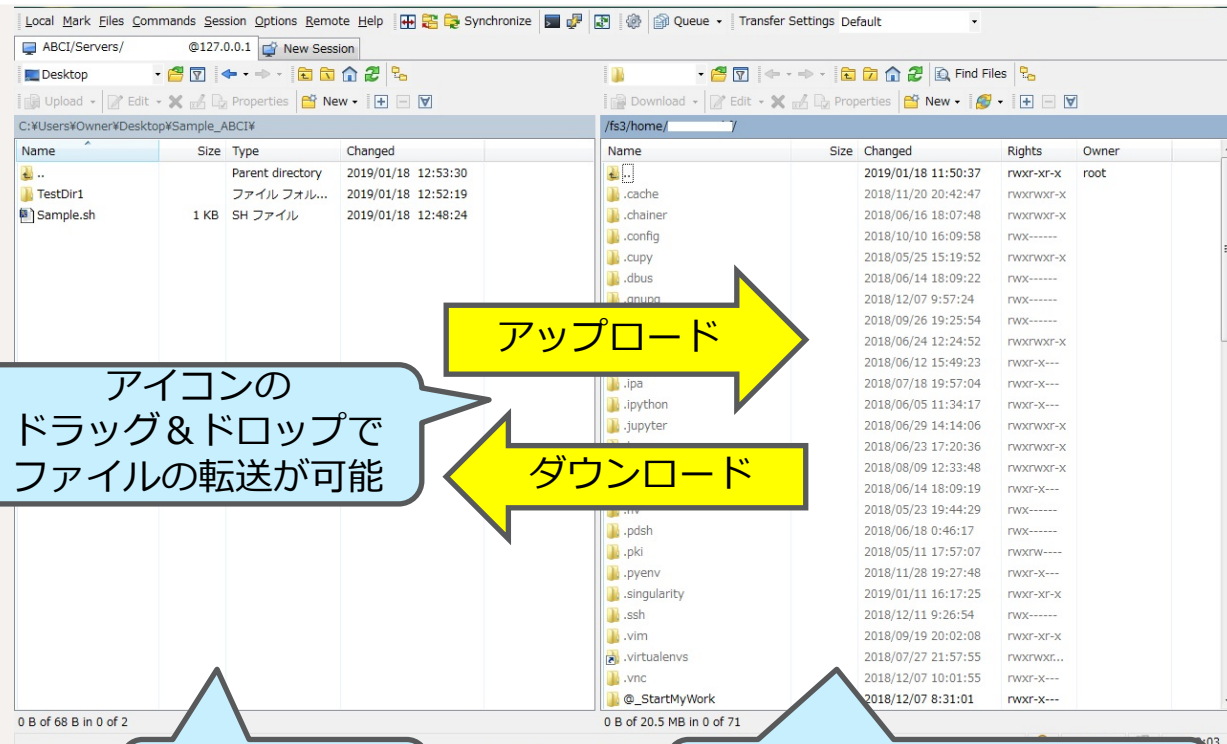 Local Mark Files Commands Session Options Remote Help Synchronize Queue Transfer Settings Default
ABCI/Servers/ @127.0.0.1 New Session
Desktop Find Files
Upload Edit Properties New Download Edit Properties New
C:¥Users¥Owner¥Desktop¥Sample_ABCI¥ /fs3/home/ /
Name Size Type Changed
.. Parent directory 2019/01/18 12:53:30
TestDir1 ファイル フォル... 2019/01/18 12:52:19
Sample.sh 1 KB SH ファイル 2019/01/18 12:48:24
Name Size Changed Rights Owner
.. 2019/01/18 11:50:37 rwxr-xr-x root
.cache 2018/11/20 20:42:47 rwxrwxr-x
.chainer 2018/06/16 18:07:48 rwxrwxr-x
.config 2018/10/10 16:09:58 rwx------
.cupy 2018/05/25 15:19:52 rwxrwxr-x
.dbus 2018/06/14 18:09:22 rwx------
.gnupg 2018/12/07 9:57:24 rwx------
2018/09/26 19:25:54 rwx------
2018/06/24 12:24:52 rwxrwxr-x
2018/06/12 15:49:23 rwxr-x---
.ipa 2018/07/18 19:57:04 rwxr-x---
.ipython 2018/06/05 11:34:17 rwxr-x---
.jupyter 2018/06/29 14:14:06 rwxrwxr-x
2018/06/23 17:20:36 rwxrwxr-x
2018/08/09 12:33:48 rwxrwxr-x
2018/06/14 18:09:19 rwxr-x---
.nv 2018/05/23 19:44:29 rwx------
.pdsh 2018/06/18 0:46:17 rwx------
.pki 2018/05/11 17:57:07 rwxrw----
.pyenv 2018/11/28 19:27:48 rwxr-x---
.singularity 2019/01/11 16:17:25 rwxr-xr-x
.ssh 2018/12/11 9:26:54 rwx------
.vim 2018/09/19 20:02:08 rwxr-xr-x
.virtualenvs 2018/07/27 21:57:55 rwxrwxr...
.vnc 2018/12/07 10:01:55 rwxr-x---
@_StartMyWork 2018/12/07 8:31:01 rwxr-x---
アップロード
アイコンの
ドラッグ＆ドロップで
ファイルの転送が可能
ダウンロード
0 B of 68 B in 0 of 2 0 B of 20.5 MB in 0 of 71